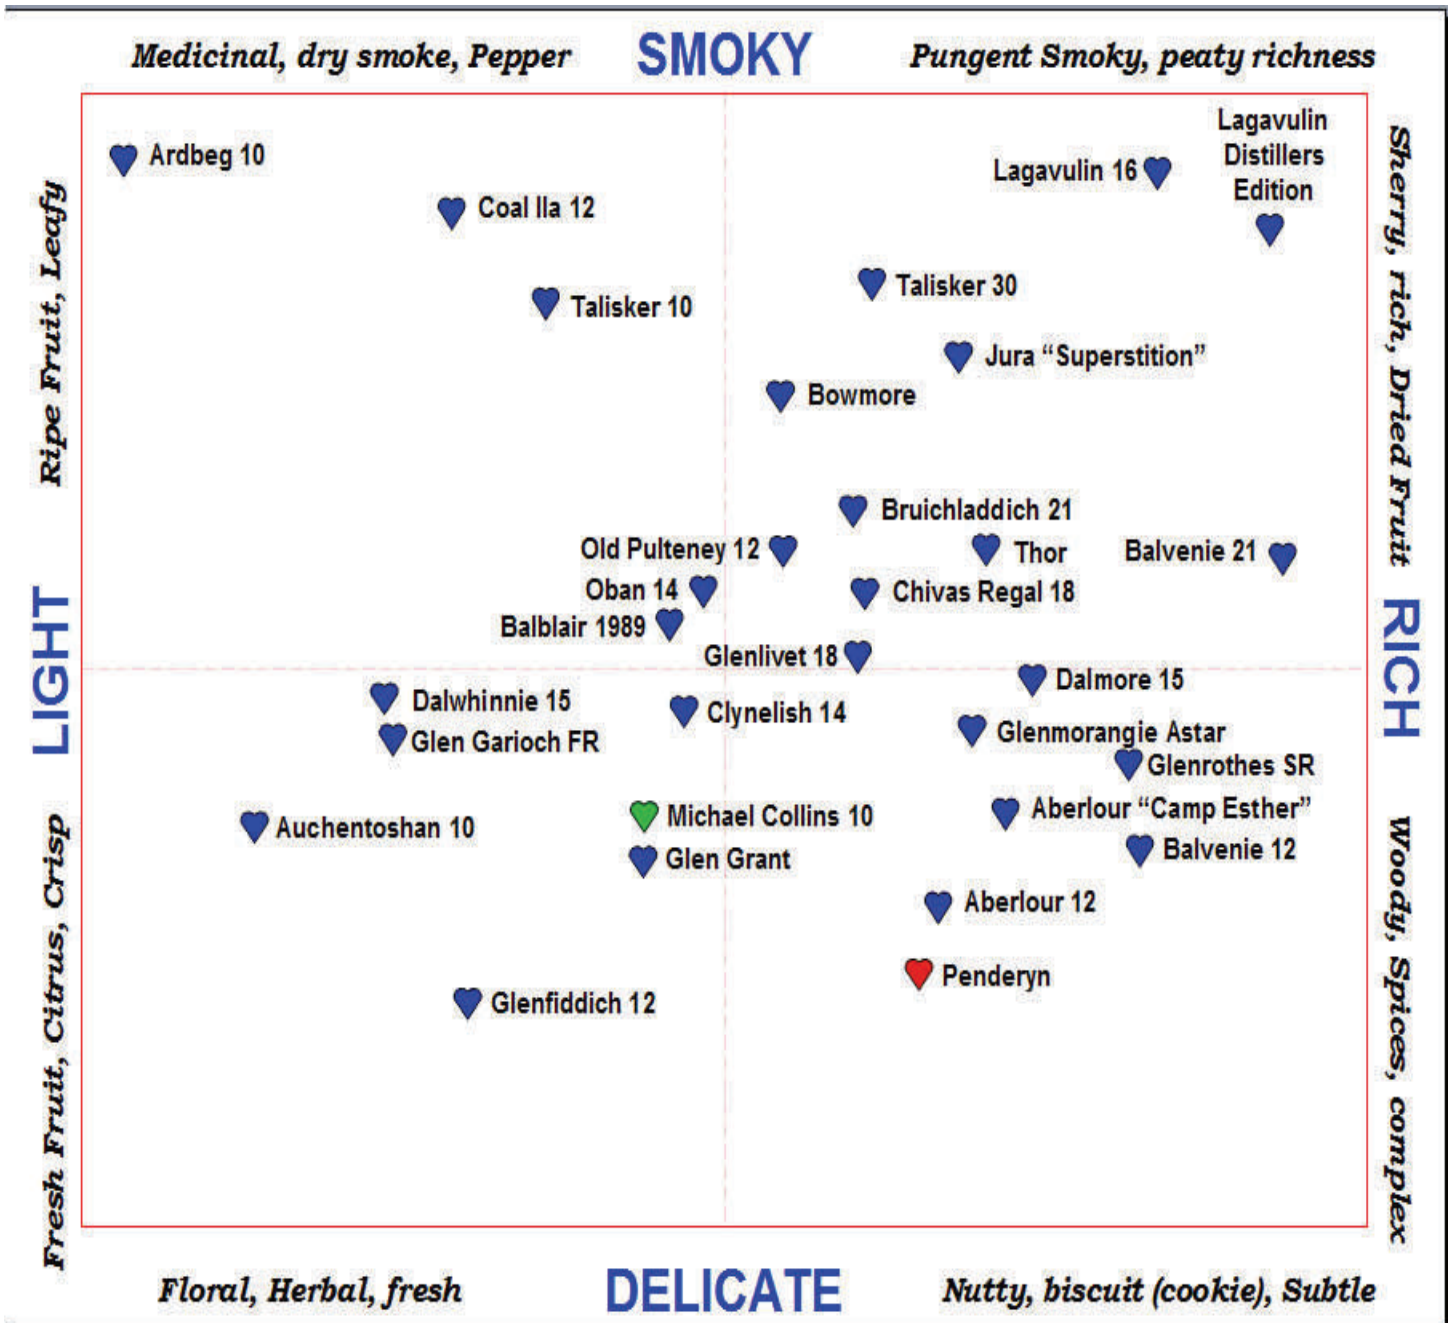 Medicinal, dry smoke, Pepper
SMOKY
Pungent Smoky, peaty richness
Ripe Fruit, Leafy
LIGHT
Fresh Fruit, Citrus, Crisp
Ardbeg 10
Coal Ila 12
Talisker 10
Lagavulin 16
Lagavulin
Distillers
Edition
Talisker 30
Jura “Superstition”
Bowmore
Bruichladdich 21
Old Pulteney 12
Thor
Balvenie 21
Oban 14
Chivas Regal 18
Balblair 1989
Glenlivet 18
Dalmore 15
Dalwhinnie 15
Clynelish 14
Glen Garioch FR
Glenmorangie Astar
Glenrothes SR
Auchentoshan 10
Michael Collins 10
Aberlour “Camp Esther”
Glen Grant
Balvenie 12
Aberlour 12
Penderyn
Glenfiddich 12
Sherry, rich, Dried Fruit
RICH
Woody, Spices, complex
Floral, Herbal, fresh
DELICATE
Nutty, biscuit (cookie), Subtle